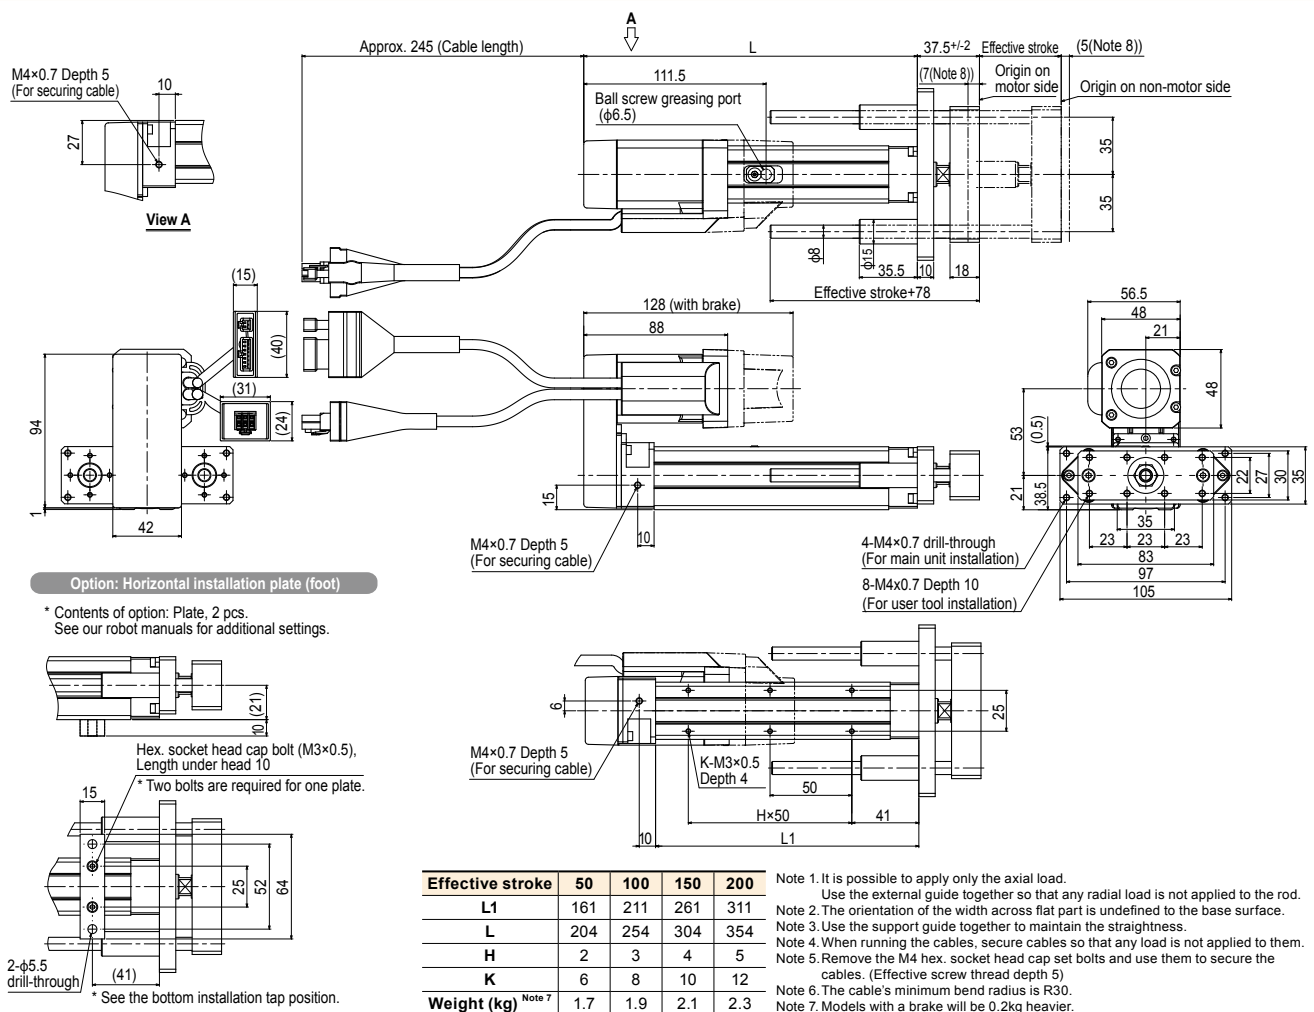 A
Approx. 245 (Cable length)
L
37.5+/-2
Effective stroke
(5(Note 8))
M4×0.7 Depth 5
(For securing cable)
10
27
View A
111.5
Ball screw greasing port
(ϕ6.5)
(7(Note 8))
Origin on
motor side
Origin on non-motor side
35
35
ϕ8
ϕ15
35.5
10
18
Effective stroke+78
(15)
(40)
(31)
(24)
94
1
42
128 (with brake)
88
15
10
M4×0.7 Depth 5
(For securing cable)
56.5
48
21
48
53
(0.5)
21
38.5
22
27
30
35
35
23
23
23
83
97
105
4-M4×0.7 drill-through
(For main unit installation)
8-M4x0.7 Depth 10
(For user tool installation)
Option: Horizontal installation plate (foot)
* Contents of option: Plate, 2 pcs.
See our robot manuals for additional settings.
(21)
10
Hex. socket head cap bolt (M3×0.5),
Length under head 10
* Two bolts are required for one plate.
15
25
52
64
2-ϕ5.5
drill-through
(41)
* See the bottom installation tap position.
6
M4×0.7 Depth 5
(For securing cable)
K-M3×0.5
Depth 4
25
50
H×50
41
10
L1
Effective stroke 50 100 150 200
L1 161 211 261 311
L 204 254 304 354
H 2 3 4 5
K 6 8 10 12
Weight (kg) Note 7 1.7 1.9 2.1 2.3
Note 1. It is possible to apply only the axial load.
Use the external guide together so that any radial load is not applied to the rod.
Note 2. The orientation of the width across flat part is undefined to the base surface.
Note 3. Use the support guide together to maintain the straightness.
Note 4. When running the cables, secure cables so that any load is not applied to them.
Note 5. Remove the M4 hex. socket head cap set bolts and use them to secure the
cables. (Effective screw thread depth 5)
Note 6. The cable's minimum bend radius is R30.
Note 7. Models with a brake will be 0.2kg heavier.